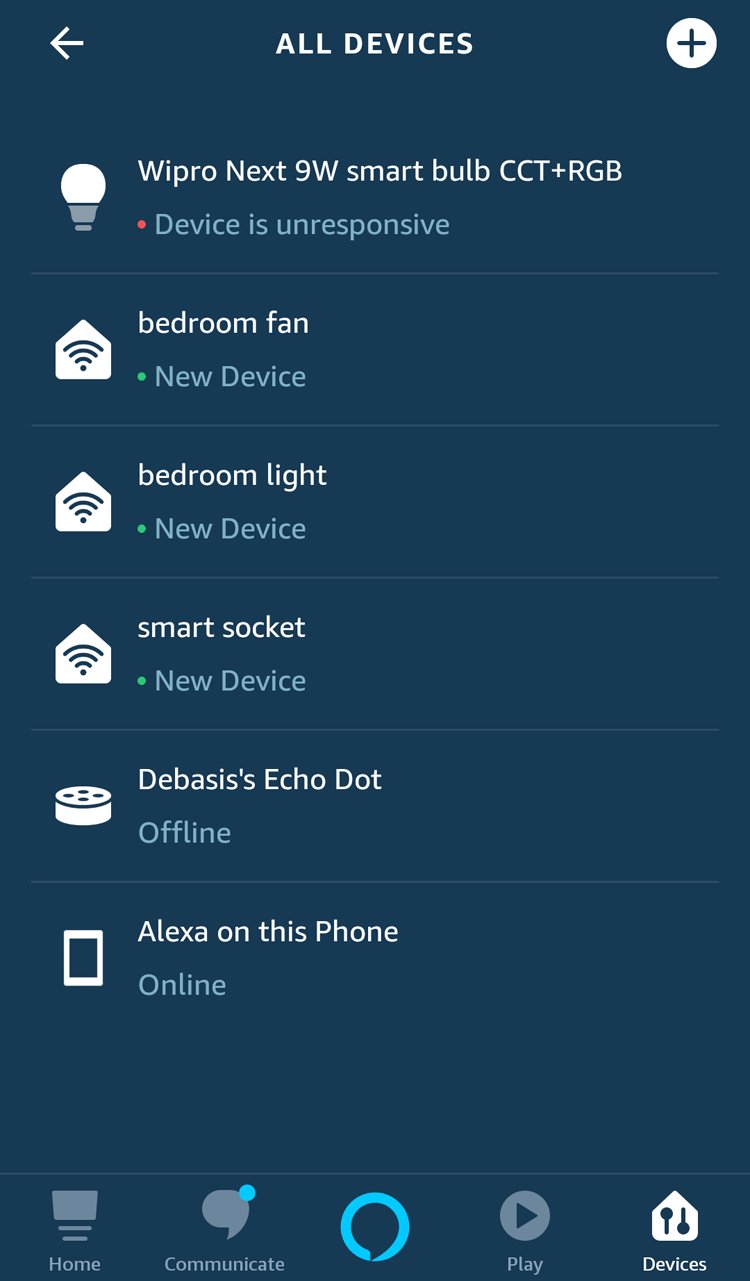 ALL DEVICES
Wipro Next 9W smart bulb CCT+RGB
Device is unresponsive
bedroom fan
New Device
bedroom light
New Device
smart socket
New Device
Debasis's Echo Dot
Offline
Alexa on this Phone
Online
Home
Communicate
Play
Devices